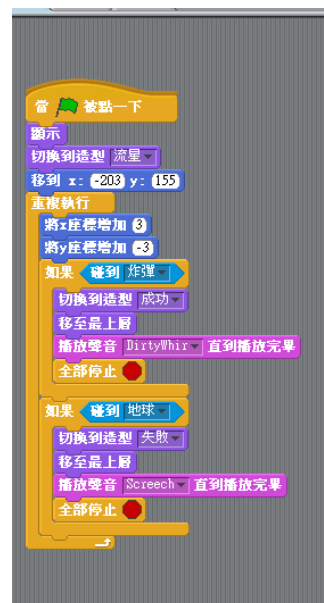 當 被點一下
顯示
切換到造型 流星
移到 x: -203 y: 155
重複執行
將x座標增加 3
將y座標增加 -3
如果 碰到 炸彈
切換到造型 成功
移至最上層
播放聲音 DirtyWhir 直到播放完畢
全部停止
如果 碰到 地球
切換到造型 失敗
移至最上層
播放聲音 Screech 直到播放完畢
全部停止